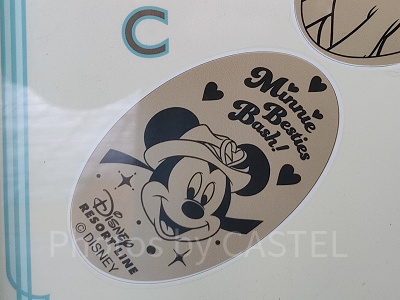 C
Minnie
Besties
Bash!
Disney
RESORT LINE
© DISNEY
Photos by CASTEL